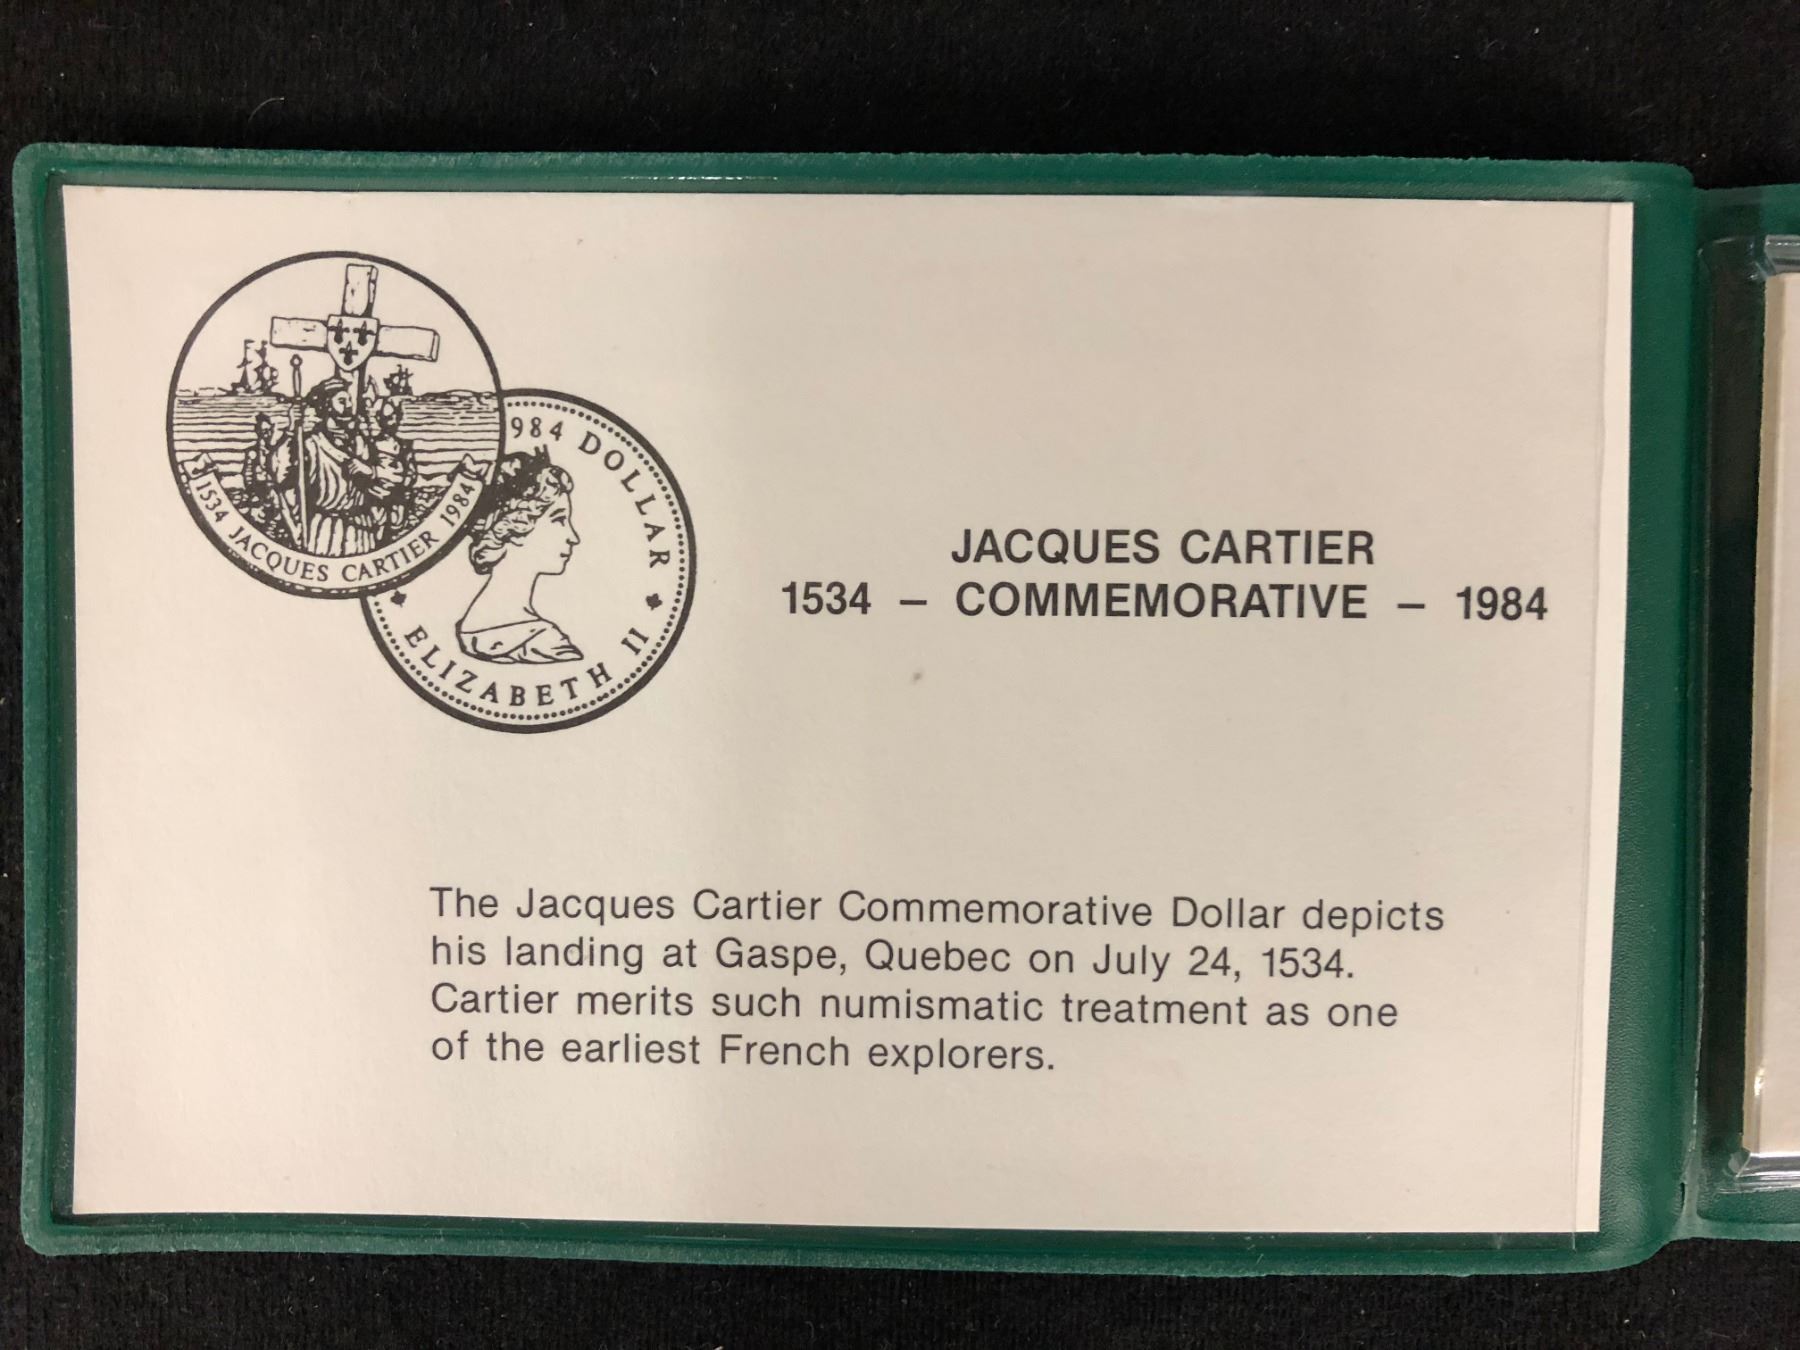 1534 JACQUES CARTIER 1984
984 DOLLAR
ELIZABETH II
JACQUES CARTIER
1534 – COMMEMORATIVE – 1984
The Jacques Cartier Commemorative Dollar depicts
his landing at Gaspe, Quebec on July 24, 1534.
Cartier merits such numismatic treatment as one
of the earliest French explorers.